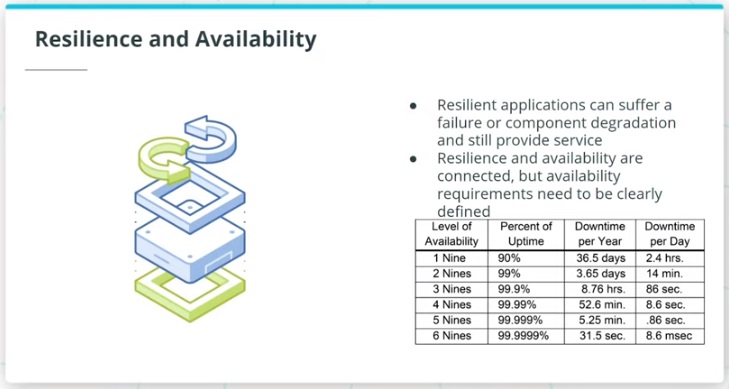 Resilience and Availability
● Resilient applications can suffer a
failure or component degradation
and still provide service
● Resilience and availability are
connected, but availability
requirements need to be clearly
defined
Level of Availability Percent of Uptime Downtime per Year Downtime per Day
1 Nine 90% 36.5 days 2.4 hrs.
2 Nines 99% 3.65 days 14 min.
3 Nines 99.9% 8.76 hrs. 86 sec.
4 Nines 99.99% 52.6 min. 8.6 sec.
5 Nines 99.999% 5.25 min. .86 sec.
6 Nines 99.9999% 31.5 sec. 8.6 msec